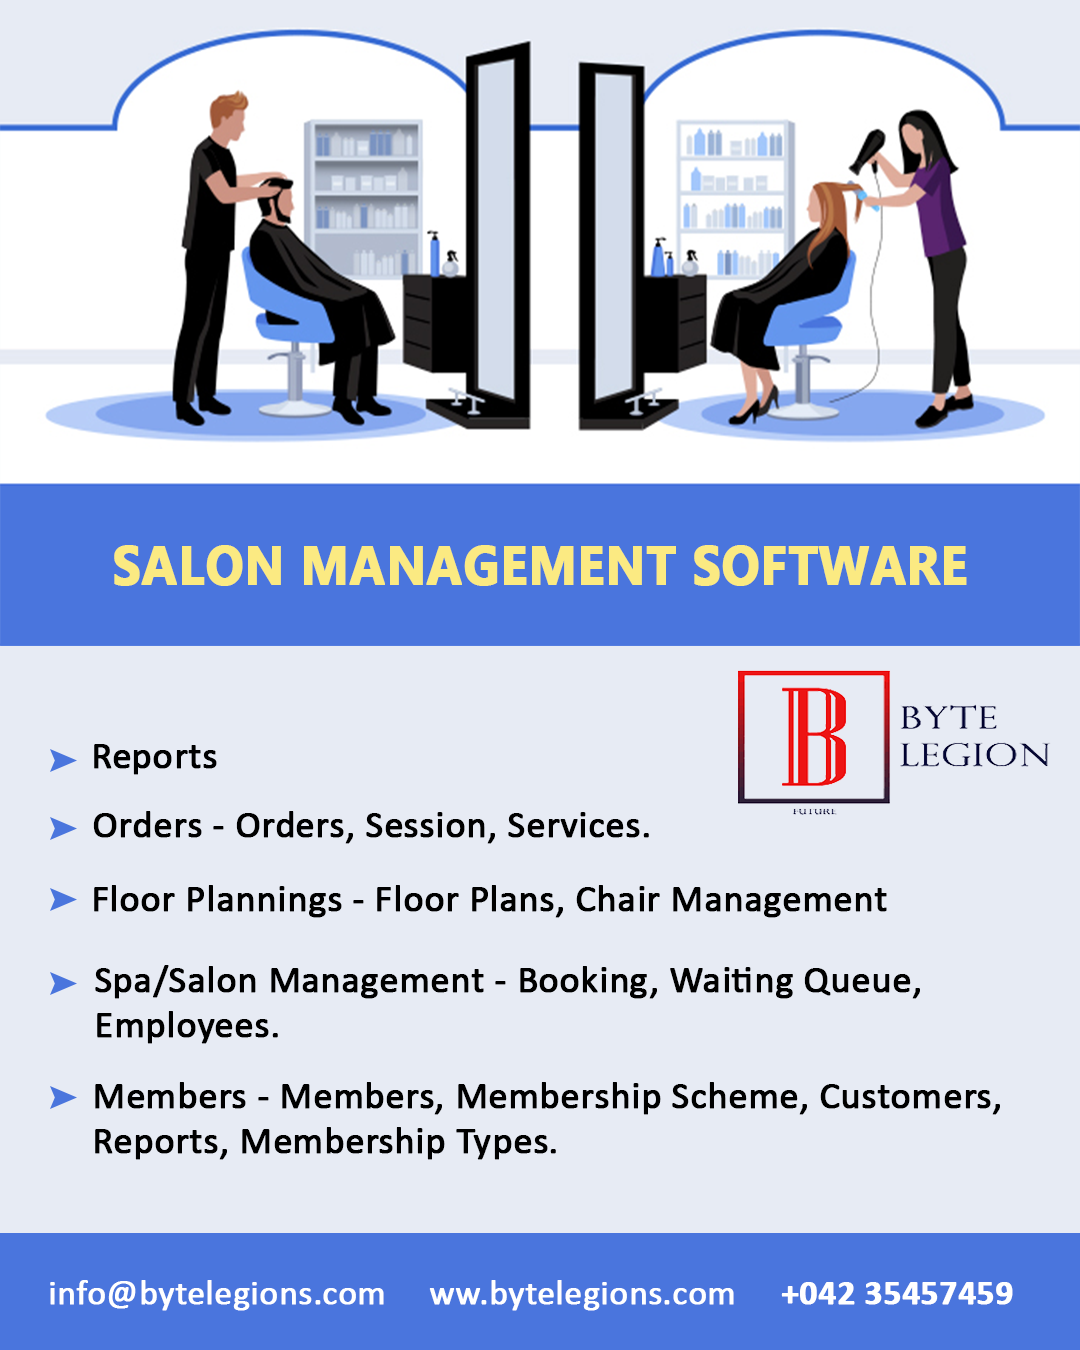 SALON MANAGEMENT SOFTWARE
B
BYTE
LEGION
FUTURE
Reports
Orders - Orders, Session, Services.
Floor Plannings - Floor Plans, Chair Management
Spa/Salon Management - Booking, Waiting Queue,
Employees.
Members - Members, Membership Scheme, Customers,
Reports, Membership Types.
info@bytelegions.com ww.bytelegions.com +042 35457459